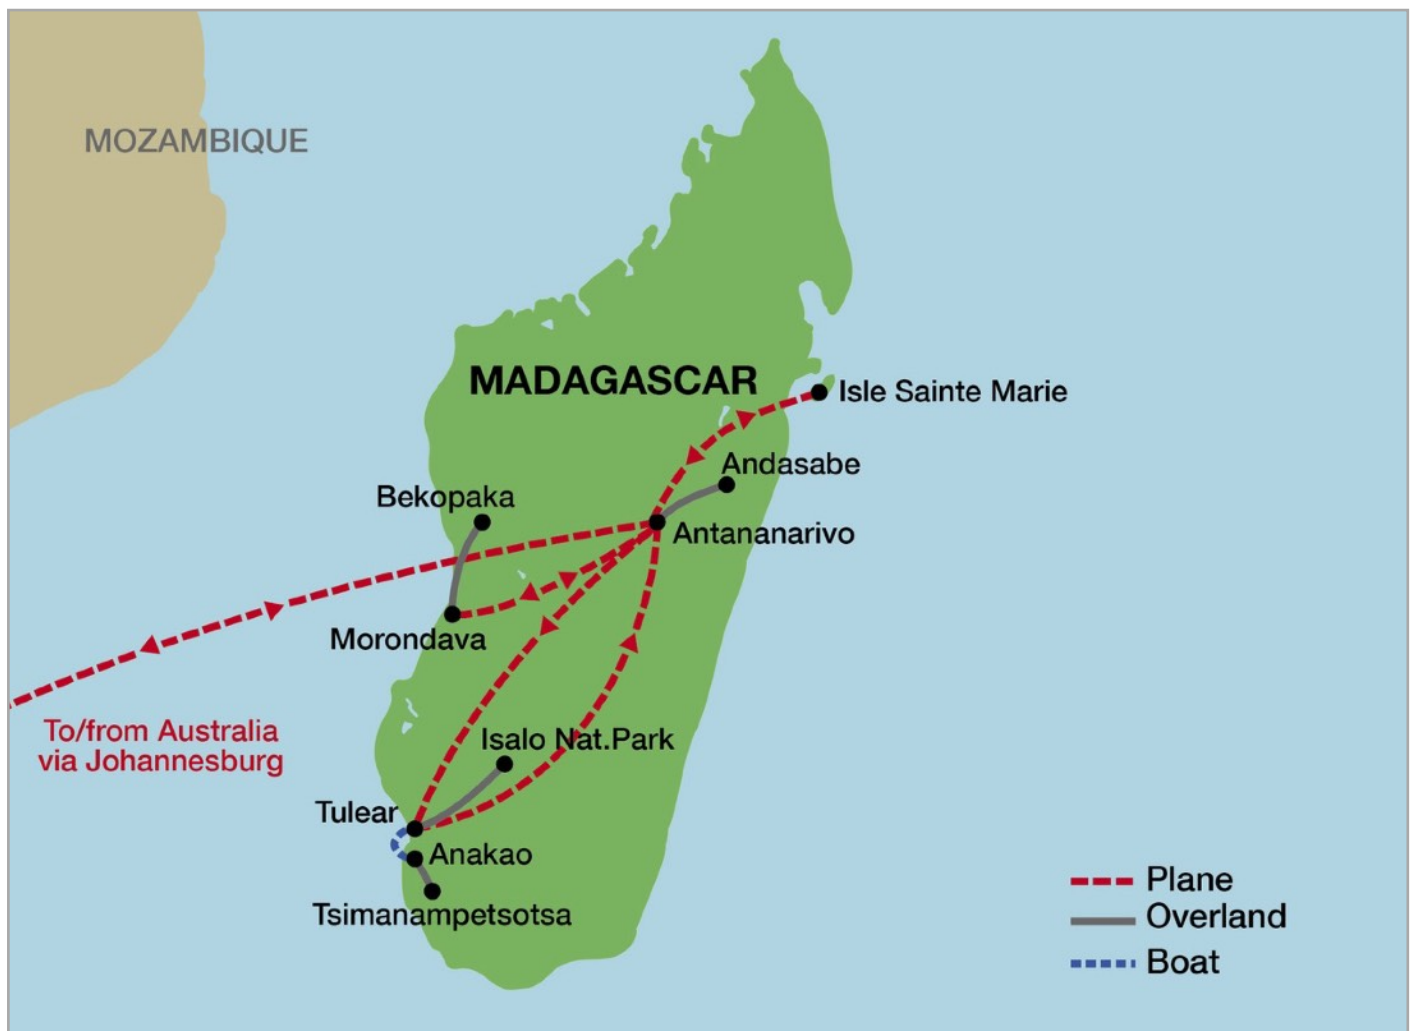 MOZAMBIQUE
MADAGASCAR
Isle Sainte Marie
Andasabe
Bekopaka
Antananarivo
Morondava
To/from Australia
via Johannesburg
Isalo Nat.Park
Tulear
Anakao
Tsimanampetsotsa
Plane
Overland
Boat